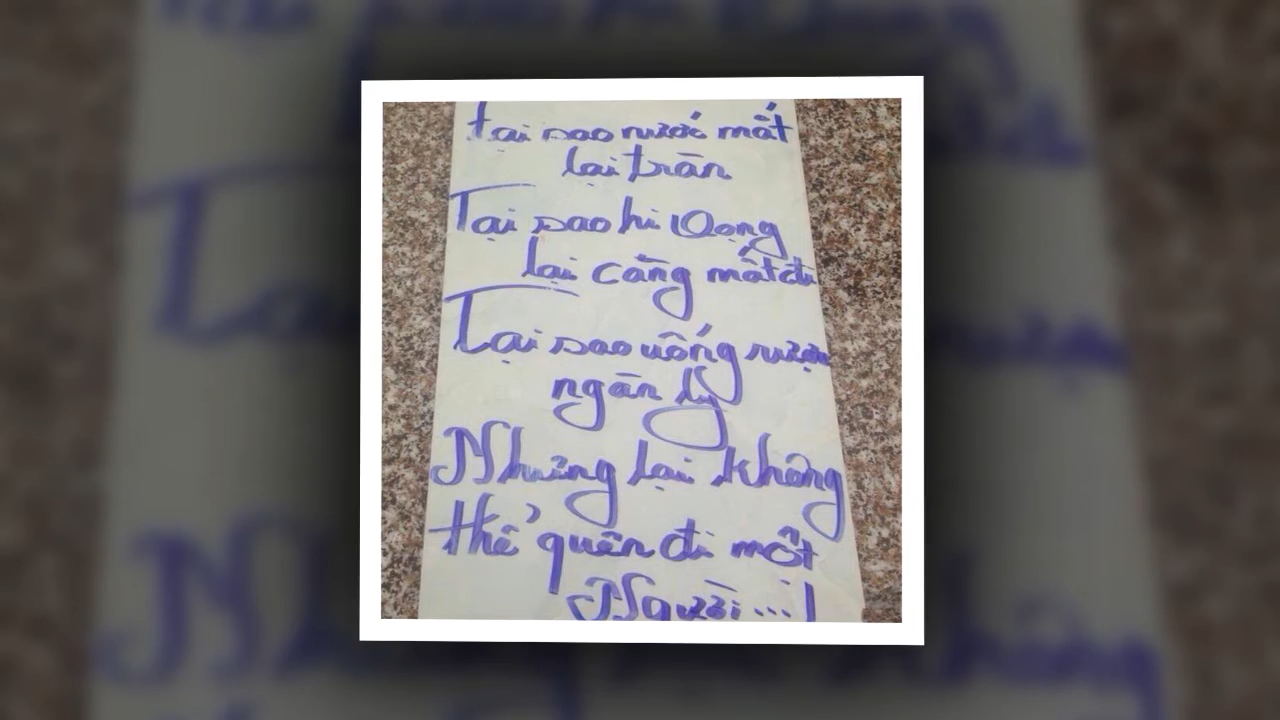 tại sao nước mắt
lại tràn
Tại sao hi vọng
lại càng mất đi
Tại sao uống rượu
ngàn ly
Nhưng lại không
thể quên đi một
Người...!